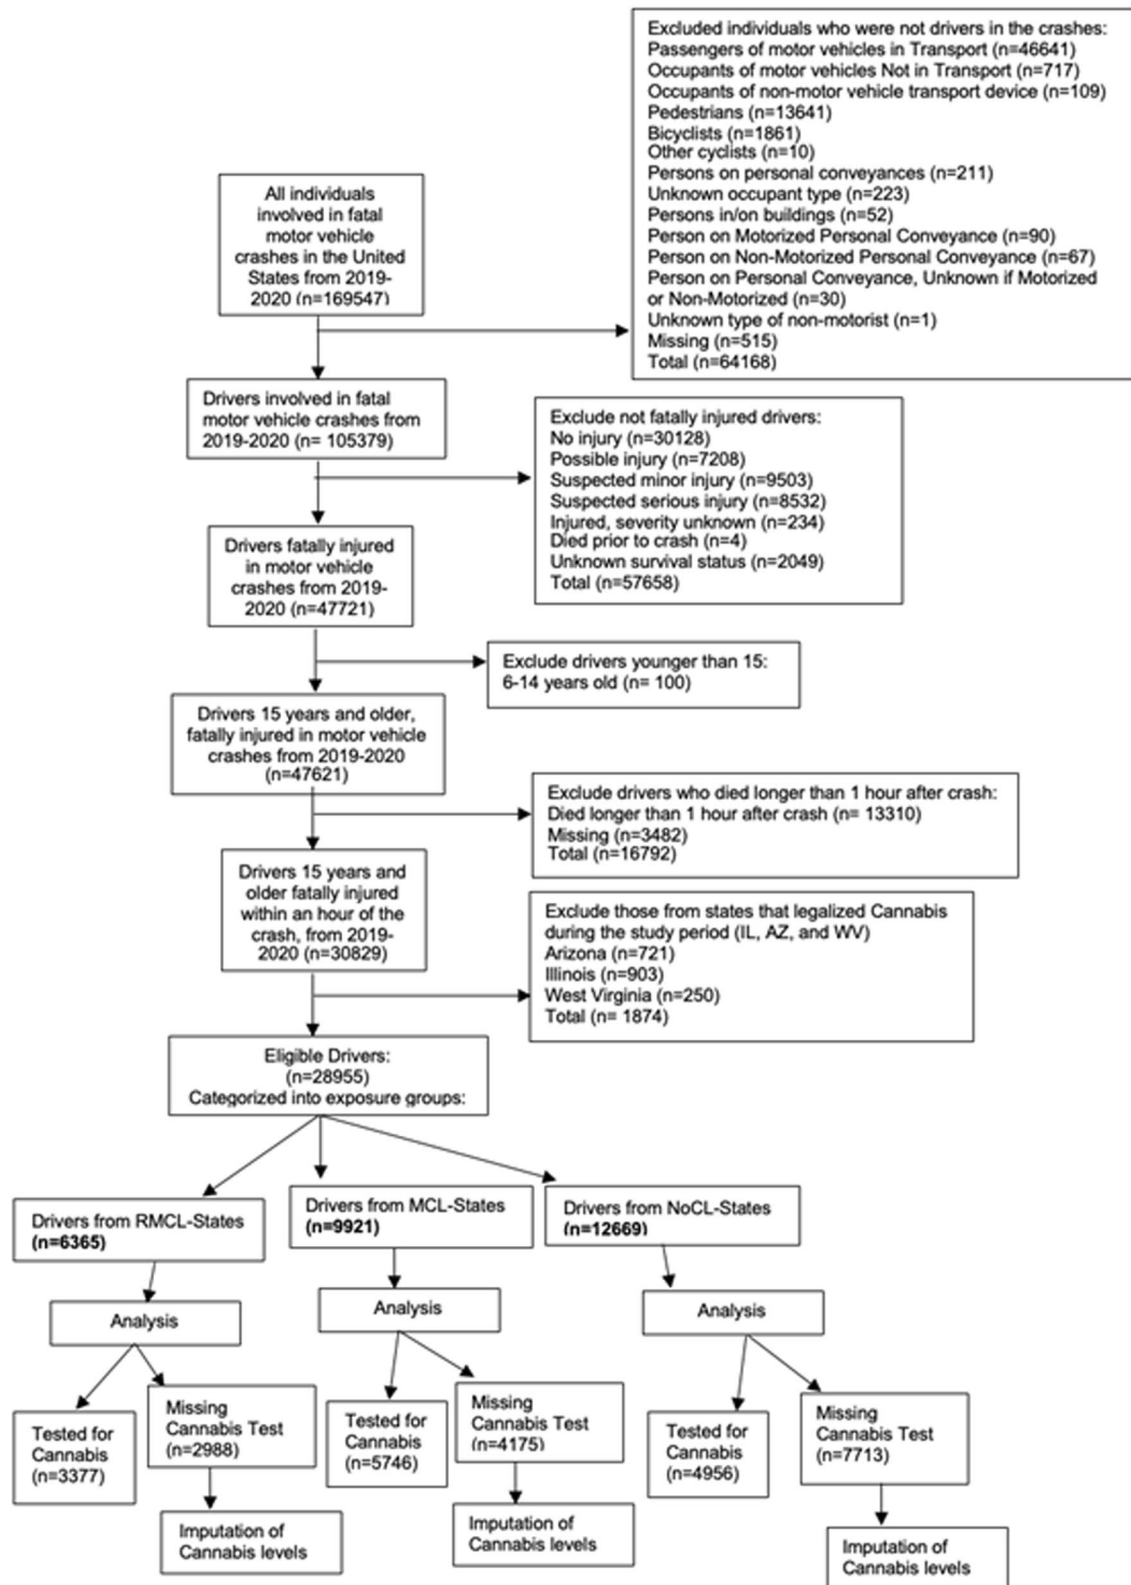 All individuals
involved in fatal
motor vehicle
crashes in the United
States from 2019-
2020 (n=169547)
Excluded individuals who were not drivers in the crashes:
Passengers of motor vehicles in Transport (n=46641)
Occupants of motor vehicles Not in Transport (n=717)
Occupants of non-motor vehicle transport device (n=109)
Pedestrians (n=13641)
Bicyclists (n=1861)
Other cyclists (n=10)
Persons on personal conveyances (n=211)
Unknown occupant type (n=223)
Persons in/on buildings (n=52)
Person on Motorized Personal Conveyance (n=90)
Person on Non-Motorized Personal Conveyance (n=67)
Person on Personal Conveyance, Unknown if Motorized
or Non-Motorized (n=30)
Unknown type of non-motorist (n=1)
Missing (n=515)
Total (n=64168)
Drivers involved in fatal
motor vehicle crashes from
2019-2020 (n= 105379)
Exclude not fatally injured drivers:
No injury (n=30128)
Possible injury (n=7208)
Suspected minor injury (n=9503)
Suspected serious injury (n=8532)
Injured, severity unknown (n=234)
Died prior to crash (n=4)
Unknown survival status (n=2049)
Total (n=57658)
Drivers fatally injured
in motor vehicle
crashes from 2019-
2020 (n=47721)
Exclude drivers younger than 15:
6-14 years old (n= 100)
Drivers 15 years and older,
fatally injured in motor vehicle
crashes from 2019-2020
(n=47621)
Exclude drivers who died longer than 1 hour after crash:
Died longer than 1 hour after crash (n= 13310)
Missing (n=3482)
Total (n=16792)
Drivers 15 years and
older fatally injured
within an hour of the
crash, from 2019-
2020 (n=30829)
Exclude those from states that legalized Cannabis
during the study period (IL, AZ, and WV)
Arizona (n=721)
Illinois (n=903)
West Virginia (n=250)
Total (n= 1874)
Eligible Drivers:
(n=28955)
Categorized into exposure groups:
Drivers from RMCL-States
(n=6365)
Drivers from MCL-States
(n=9921)
Drivers from NoCL-States
(n=12669)
Analysis
Analysis
Analysis
Tested for
Cannabis
(n=3377)
Missing
Cannabis Test
(n=2988)
Tested for
Cannabis
(n=5746)
Missing
Cannabis Test
(n=4175)
Tested for
Cannabis
(n=4956)
Missing
Cannabis Test
(n=7713)
Imputation of
Cannabis levels
Imputation of
Cannabis levels
Imputation of
Cannabis levels